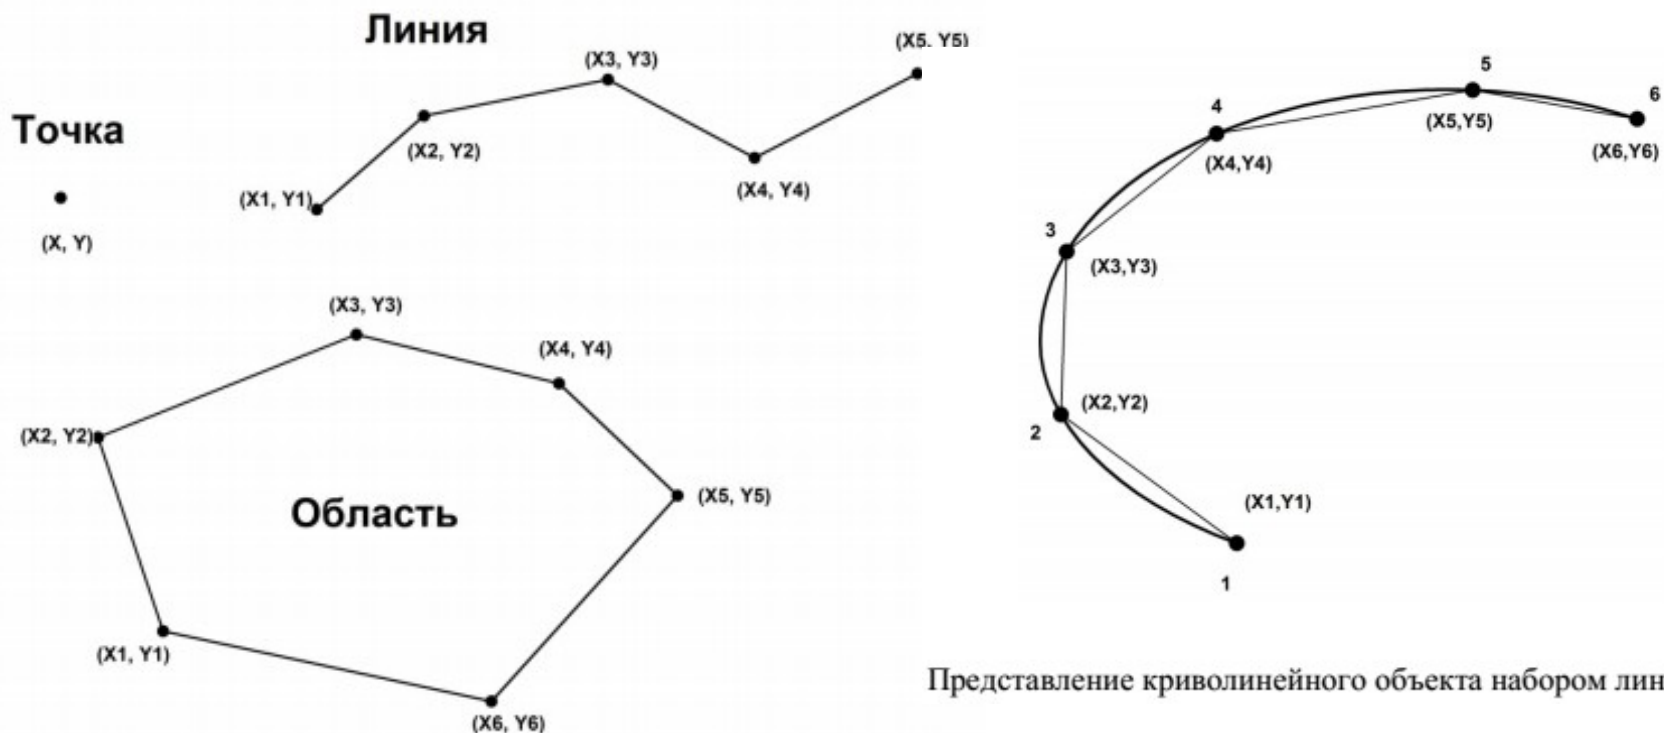 Линия
(X5, Y5)
(X3, Y3)
Точка
(X2, Y2)
(X1, Y1)
(X4, Y4)
(X, Y)
(X3, Y3)
(X4, Y4)
(X2, Y2)
(X5, Y5)
Область
(X1, Y1)
(X6, Y6)
5
6
4
(X5,Y5)
(X4,Y4)
(X6,Y6)
3
(X3,Y3)
(X2,Y2)
2
(X1,Y1)
1
Представление криволинейного объекта набором лин